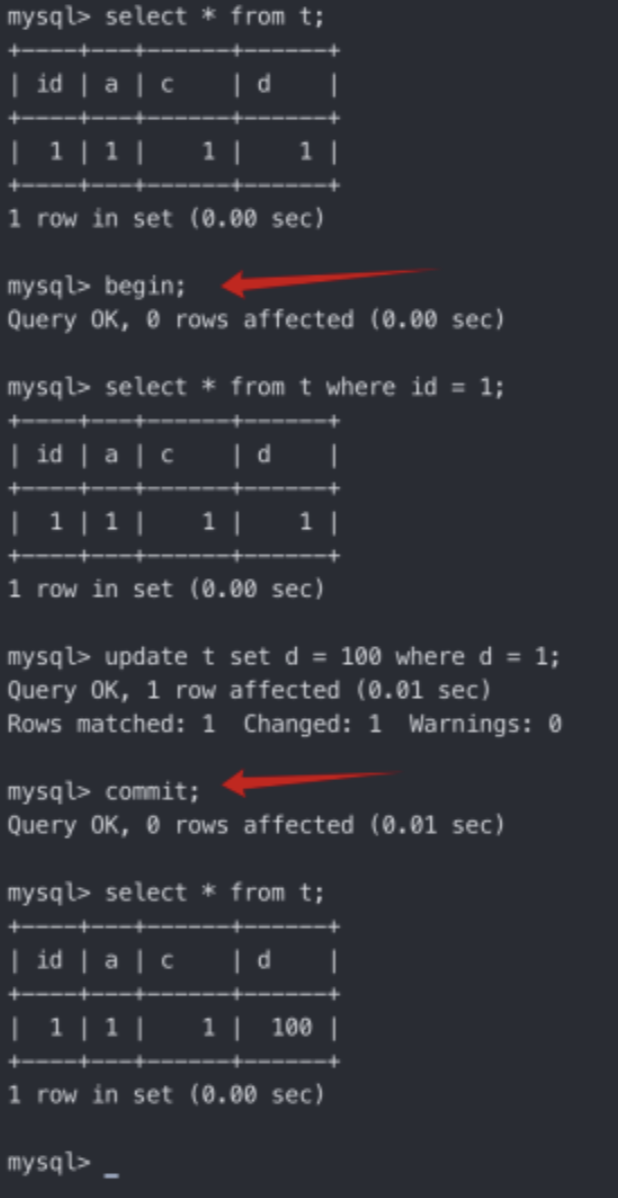 mysql> select * from t;
+----+---+------+------+
| id | a | c    | d    |
+----+---+------+------+
|  1 | 1 |    1 |    1 |
+----+---+------+------+
1 row in set (0.00 sec)
mysql> begin;
Query OK, 0 rows affected (0.00 sec)
mysql> select * from t where id = 1;
+----+---+------+------+
| id | a | c    | d    |
+----+---+------+------+
|  1 | 1 |    1 |    1 |
+----+---+------+------+
1 row in set (0.00 sec)
mysql> update t set d = 100 where d = 1;
Query OK, 1 row affected (0.01 sec)
Rows matched: 1  Changed: 1  Warnings: 0
mysql> commit;
Query OK, 0 rows affected (0.01 sec)
mysql> select * from t;
+----+---+------+------+
| id | a | c    | d    |
+----+---+------+------+
|  1 | 1 |    1 |  100 |
+----+---+------+------+
1 row in set (0.00 sec)
mysql> _